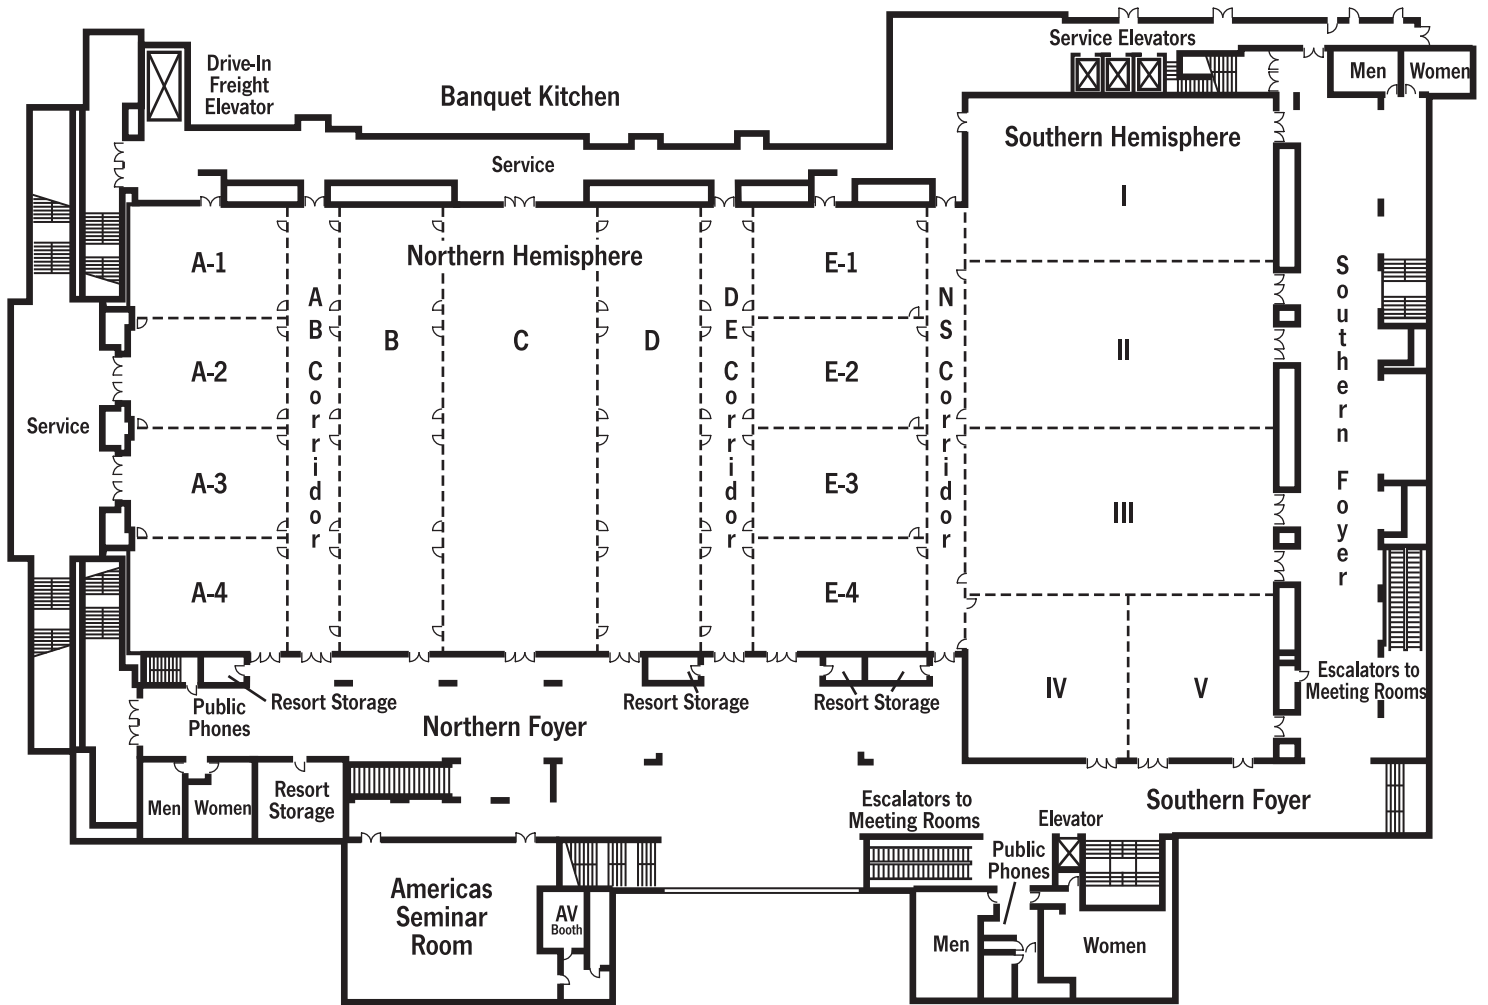 Service Elevators
Drive-In
Freight
Elevator
Men
Women
Banquet Kitchen
Southern Hemisphere
Service
I
A-1
Northern Hemisphere
E-1
AB Corridor
DE Corridor
NS Corridor
Southern Foyer
B
C
D
II
A-2
E-2
Service
A-3
E-3
III
A-4
E-4
Escalators to
Meeting Rooms
IV
V
Resort Storage
Resort Storage
Resort Storage
Public
Phones
Northern Foyer
Men
Women
Resort
Storage
Escalators to
Meeting Rooms
Elevator
Southern Foyer
Public
Phones
Americas
Seminar
Room
AV
Booth
Men
Women